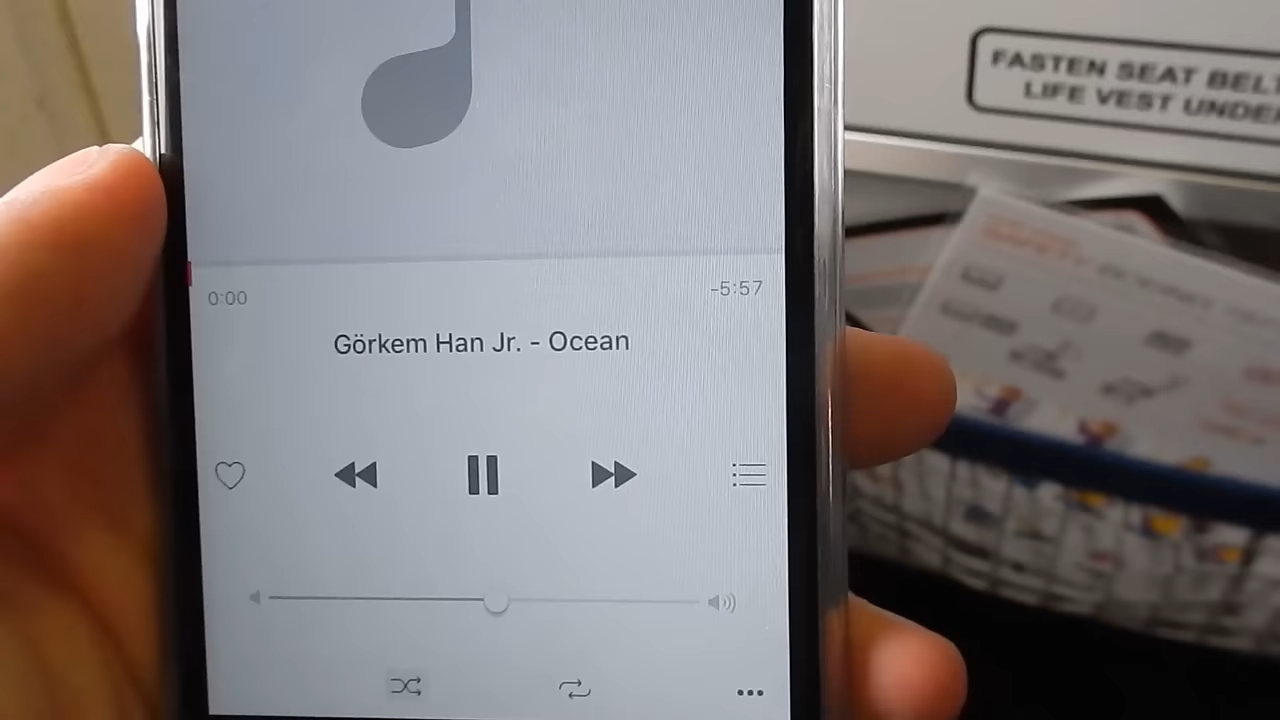 FASTEN SEAT BELT
LIFE VEST UNDER
0:00
-5:57
Görkem Han Jr. - Ocean